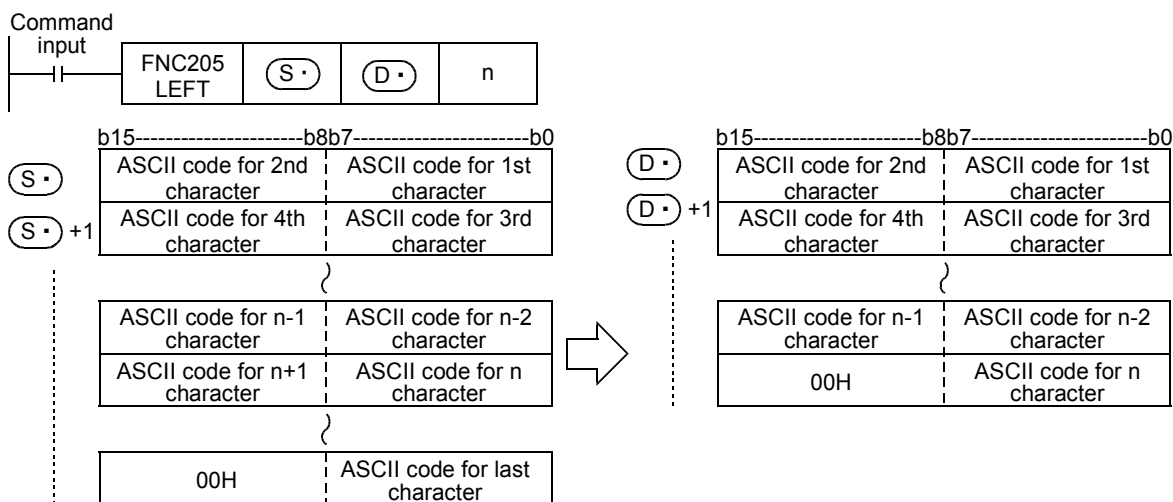 Command
input
FNC205
LEFT
S・
D・
n
b15-----------------------b8b7-----------------------b0
S・
ASCII code for 2nd
character
ASCII code for 1st
character
S・ +1
ASCII code for 4th
character
ASCII code for 3rd
character
ASCII code for n-1
character
ASCII code for n-2
character
ASCII code for n+1
character
ASCII code for n
character
00H
ASCII code for last
character
b15-----------------------b8b7-----------------------b0
D・
ASCII code for 2nd
character
ASCII code for 1st
character
D・ +1
ASCII code for 4th
character
ASCII code for 3rd
character
ASCII code for n-1
character
ASCII code for n-2
character
00H
ASCII code for n
character